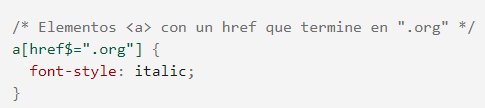 /* Elementos <a> con un href que termine en ".org" */
a[href$=".org"] {
  font-style: italic;
}